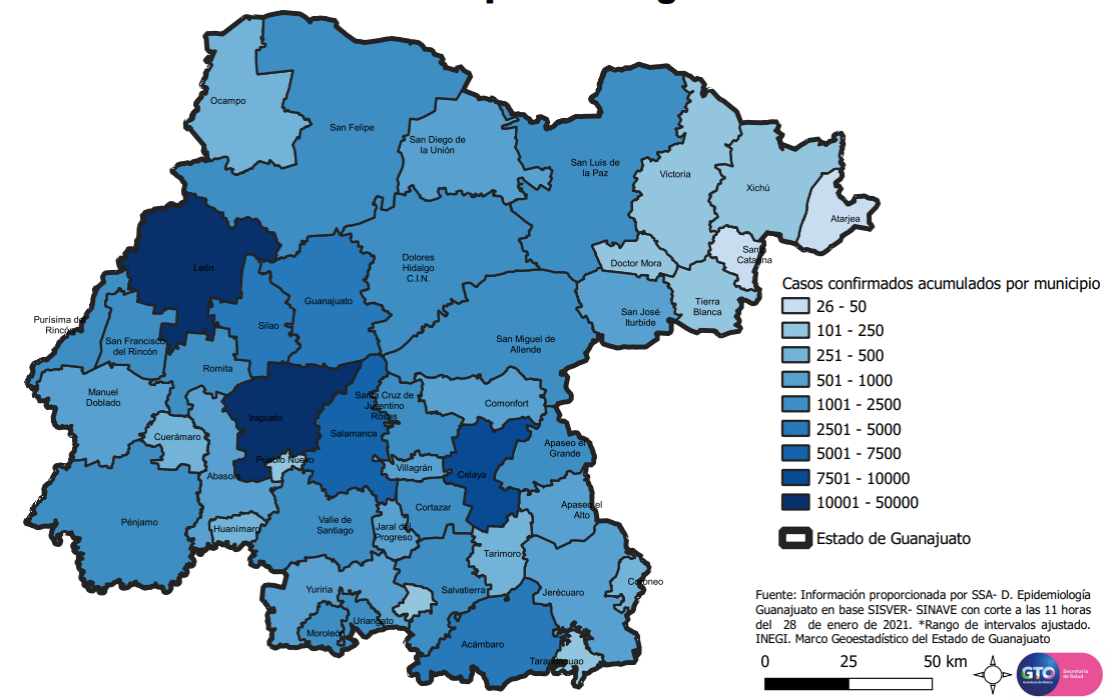 Ocampo
San Felipe
San Diego de
la Unión
San Luis de
la Paz
Victoria
Xichú
Atarjea
León
Dolores
Hidalgo
C.I.N.
Doctor Mora
Santa
Catarina
Guanajuato
Tierra
Blanca
Purísima del
Rincón
Silao
San José
Iturbide
San Francisco
del Rincón
San Miguel de
Allende
Romita
Manuel
Doblado
Santa Cruz de
Juventino
Rosas
Comonfort
Irapuato
Salamanca
Cuerámaro
Apaseo el
Grande
Pueblo Nuevo
Villagrán
Celaya
Abasolo
Cortazar
Apaseo el
Alto
Pénjamo
Huanímaro
Valle de
Santiago
Jaral del
Progreso
Tarimoro
Coroneo
Yuriria
Salvatierra
Jerécuaro
Uriangato
Moroleón
Acámbaro
Tarandacuao
Casos confirmados acumulados por municipio
26 - 50
101 - 250
251 - 500
501 - 1000
1001 - 2500
2501 - 5000
5001 - 7500
7501 - 10000
10001 - 50000
Estado de Guanajuato
Fuente: Información proporcionada por SSA- D. Epidemiología
Guanajuato en base SISVER- SINAVE con corte a las 11 horas
del 28 de enero de 2021. *Rango de intervalos ajustado.
INEGI. Marco Geoestadístico del Estado de Guanajuato
0 25 50 km
GTO
Secretaría
de Salud